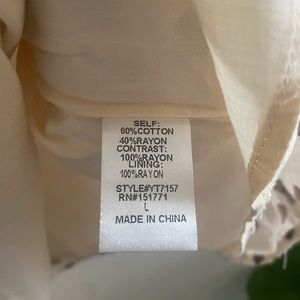 SELF:
60%COTTON
40%RAYON
CONTRAST:
100%RAYON
LINING:
100%RAYON
STYLE#YT7157
RN#151771
L
MADE IN CHINA